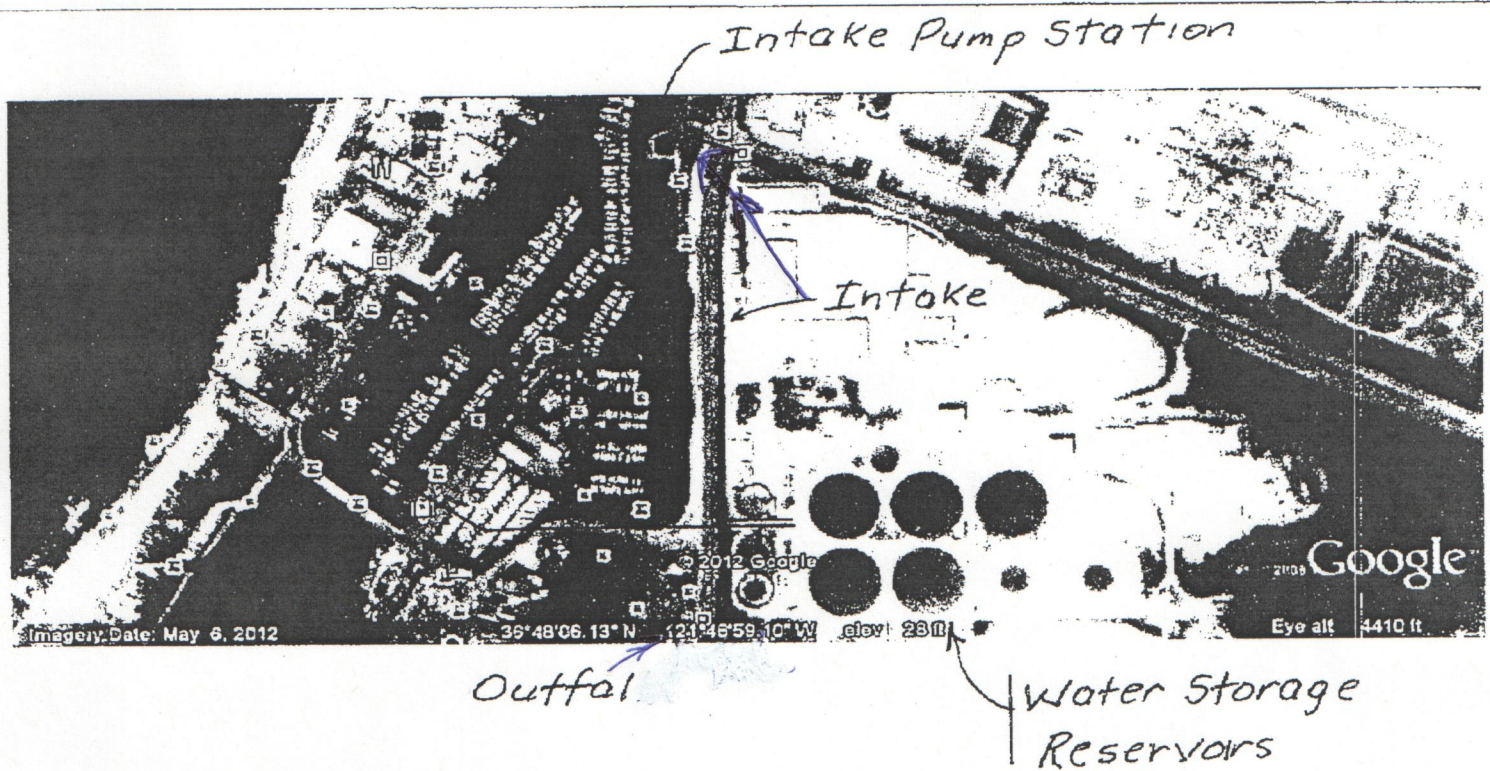 Intake Pump Station
Intake
© 2012 Google
Google
Imagery Date: May 6, 2012
36°48'06.13" N 121°46'59.10" W elev 28 ft
Eye alt 4410 ft
Outfal
Water Storage
Reservoirs